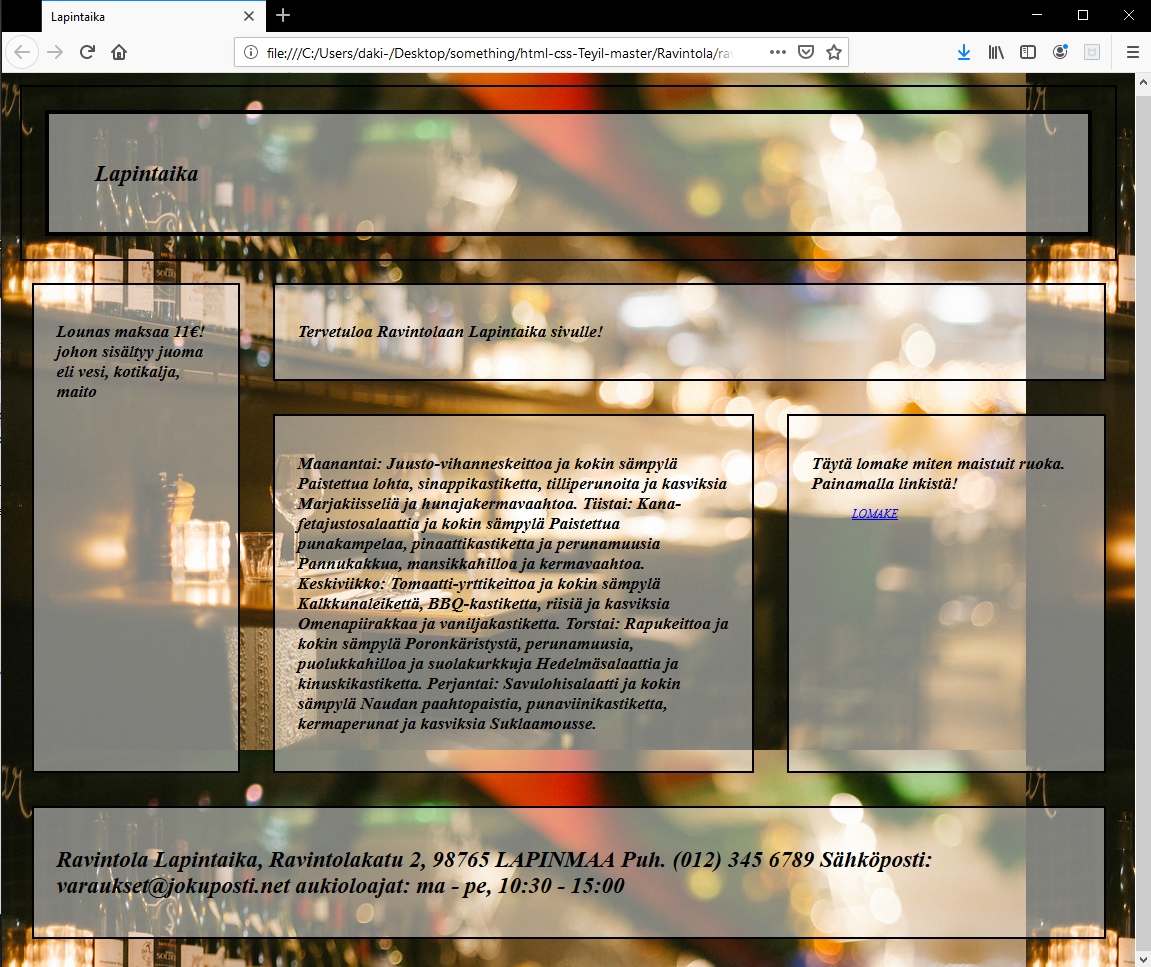 Lapintaika
file:///C:/Users/daki-/Desktop/something/html-css-Teyil-master/Ravintola/
Lapintaika
Lounas maksaa 11€!
johon sisältyy juoma
eli vesi, kotikalja,
maito
Tervetuloa Ravintolaan Lapintaika sivulle!
Maanantai: Juusto-vihanneskeittoa ja kokin sämpylä
Paistettua lohta, sinappikastiketta, tilliperunoita ja kasviksia
Marjakiisseliä ja hunajakermavaahtoa. Tiistai: Kana-
fetajustosalaattia ja kokin sämpylä Paistettua
punakampelaa, pinaattikastiketta ja perunamuusia
Pannukakkua, mansikkahilloa ja kermavaahtoa.
Keskiviikko: Tomaatti-yrttikeittoa ja kokin sämpylä
Kalkkunaleikettä, BBQ-kastiketta, riisiä ja kasviksia
Omenapiirakkaa ja vaniljakastiketta. Torstai: Rapukeittoa ja
kokin sämpylä Poronkäristystä, perunamuusia,
puolukkahilloa ja suolakurkkuja Hedelmäsalaattia ja
kinuskikastiketta. Perjantai: Savulohisalaatti ja kokin
sämpylä Naudan paahtopaistia, punaviinikastiketta,
kermaperunat ja kasviksia Suklaamousse.
Täytä lomake miten maistuit ruoka.
Painamalla linkistä!
LOMAKE
Ravintola Lapintaika, Ravintolakatu 2, 98765 LAPINMAA Puh. (012) 345 6789 Sähköposti:
varaukset@jokuposti.net aukioloajat: ma - pe, 10:30 - 15:00